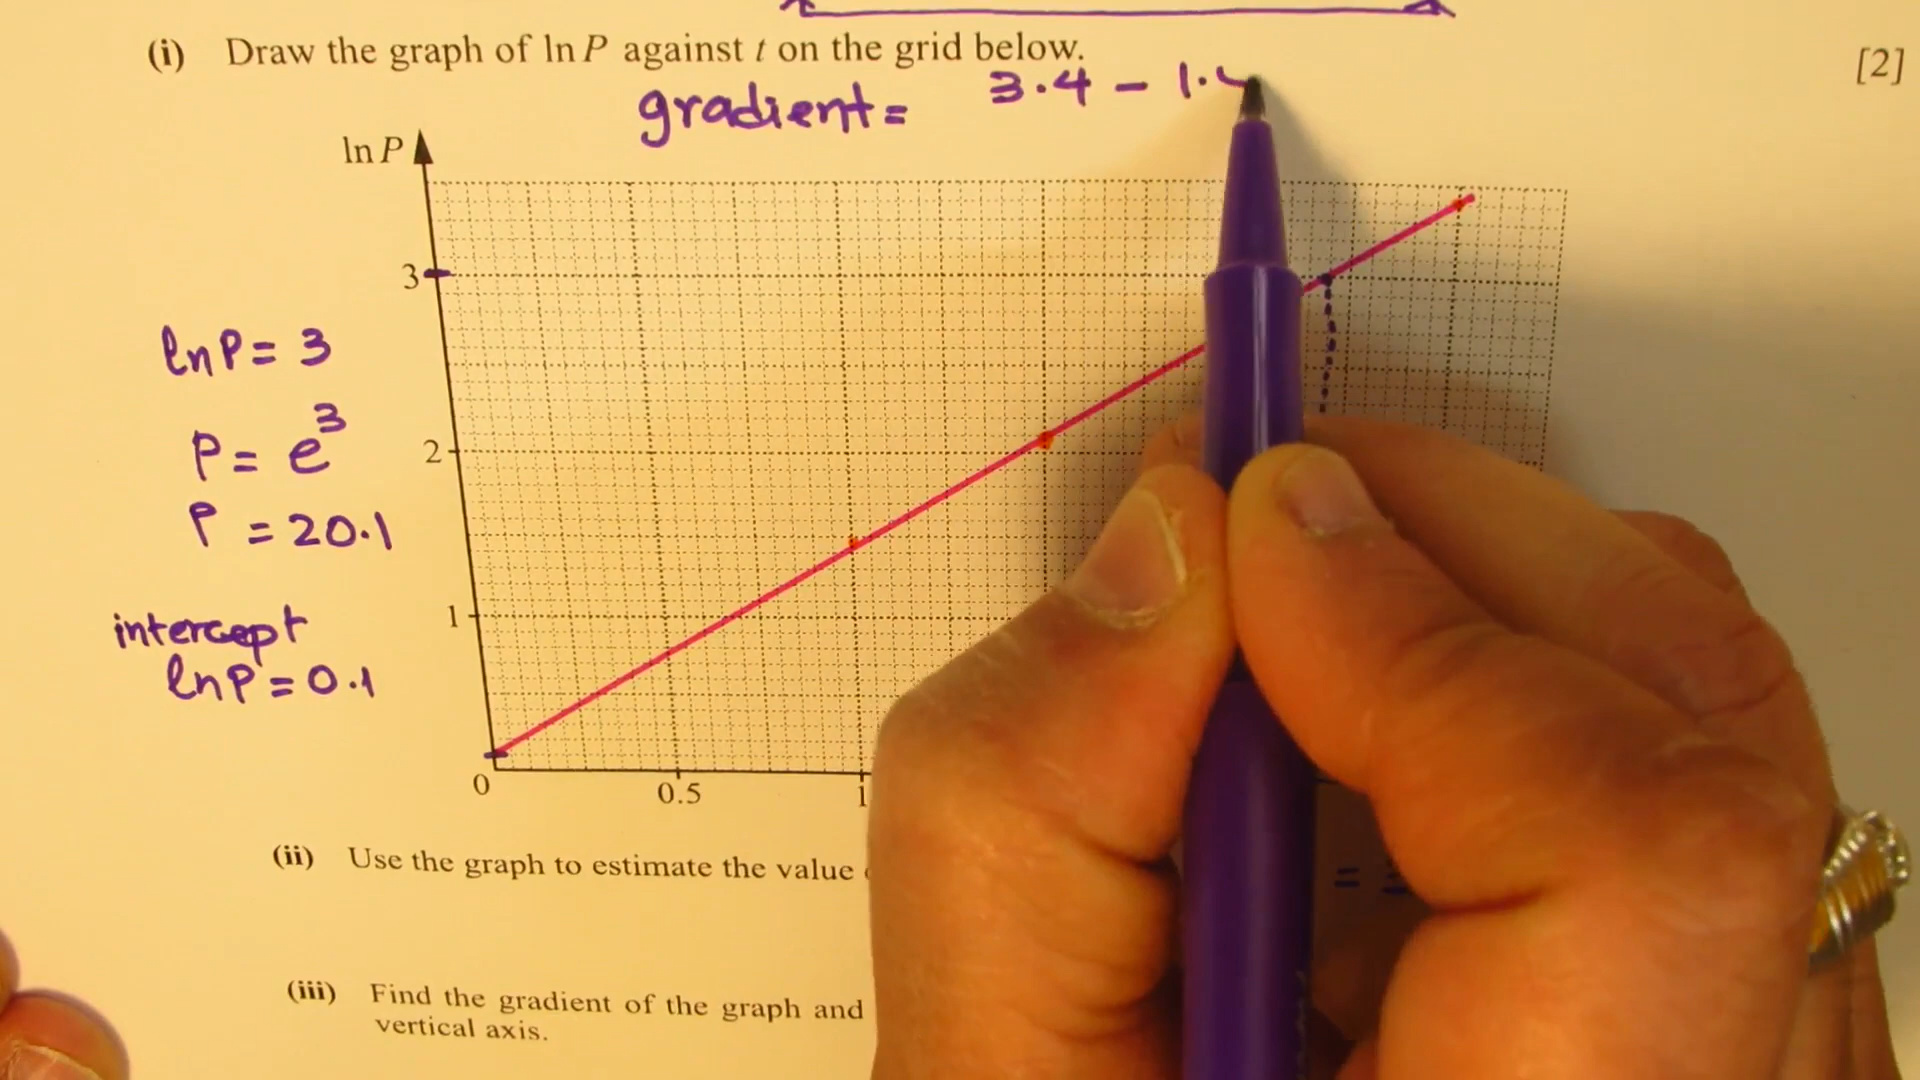 (i) Draw the graph of ln P against t on the grid below.
[2]
gradient = 3.4 - 1.
ln P
3
2
1
0
0.5
1
lnP = 3
P = e³
P = 20.1
intercept
lnP = 0.1
(ii) Use the graph to estimate the value
=
(iii) Find the gradient of the graph and
vertical axis.